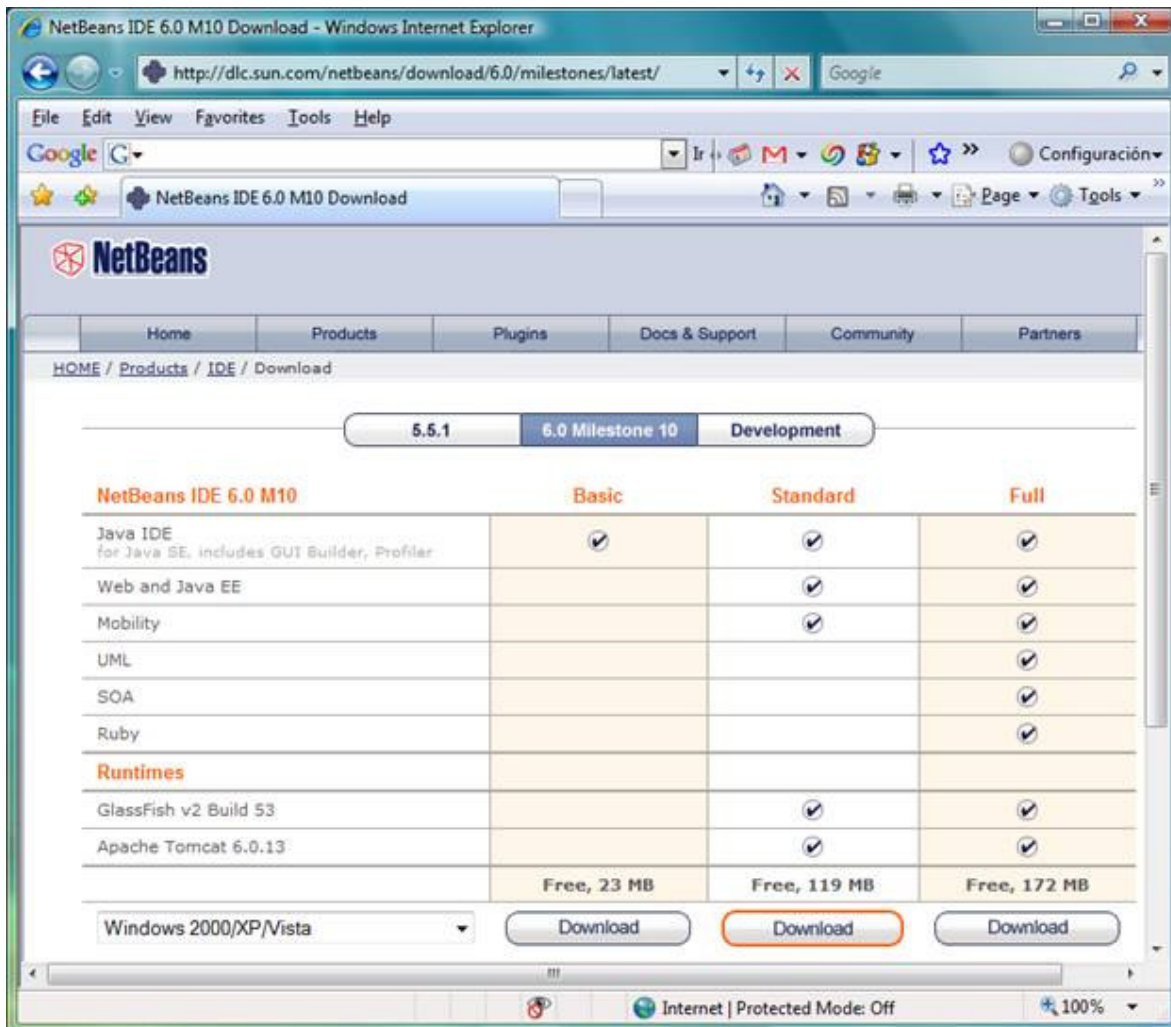 NetBeans IDE 6.0 M10 Download - Windows Internet Explorer
http://dlc.sun.com/netbeans/download/6.0/milestones/latest/ Google
File Edit View Favorites Tools Help
Google G Ir Configuración
NetBeans IDE 6.0 M10 Download Page Tools
NetBeans
Home Products Plugins Docs & Support Community Partners
HOME / Products / IDE / Download
5.5.1 6.0 Milestone 10 Development
NetBeans IDE 6.0 M10 Basic Standard Full
Java IDE
for Java SE, includes GUI Builder, Profiler
Web and Java EE
Mobility
UML
SOA
Ruby
Runtimes
GlassFish v2 Build 53
Apache Tomcat 6.0.13
Free, 23 MB Free, 119 MB Free, 172 MB
Windows 2000/XP/Vista Download Download Download
Internet | Protected Mode: Off 100%